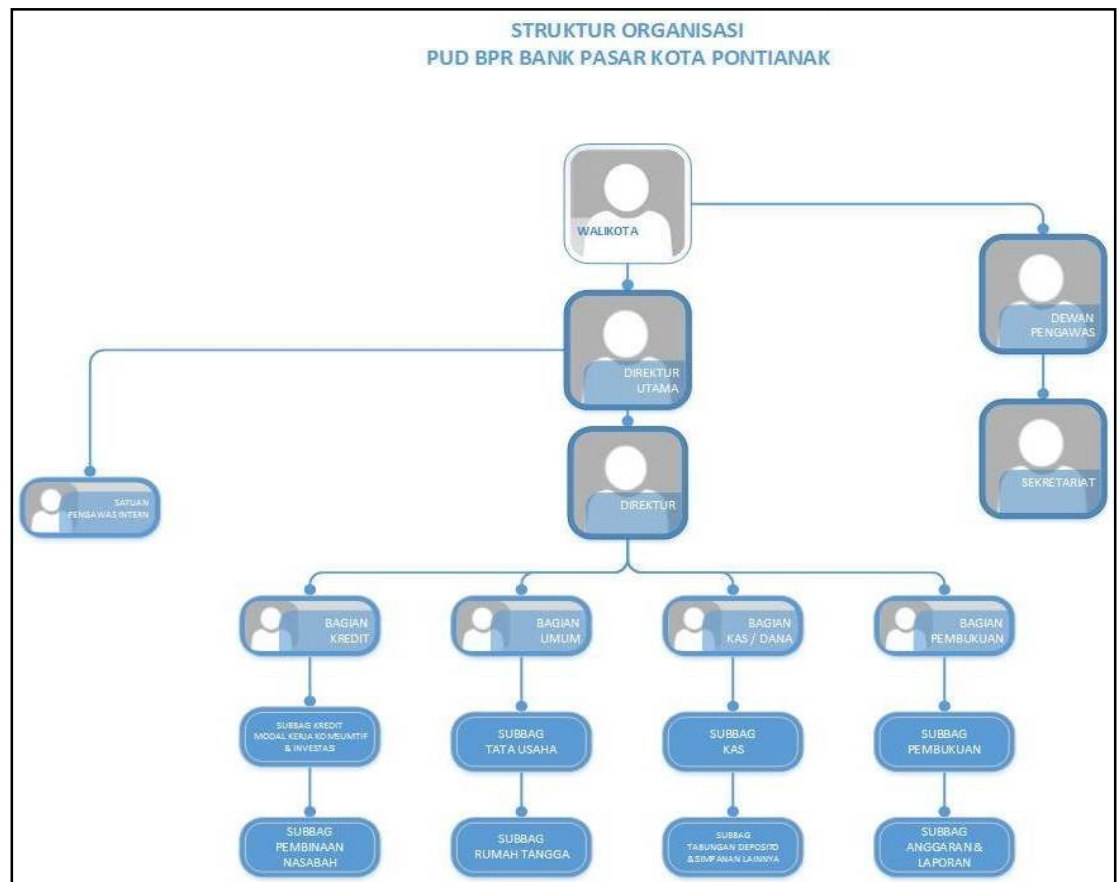 STRUKTUR ORGANISASI
PUD BPR BANK PASAR KOTA PONTIANAK
WALIKOTA
DEWAN
PENGAWAS
DIREKTUR
UTAMA
SEKRETARIAT
SATUAN
PENGAWAS INTERN
DIREKTUR
BAGIAN
KREDIT
BAGIAN
UMUM
BAGIAN
KAS / DANA
BAGIAN
PEMBUKUAN
SUBBAG KREDIT
MODAL KERJA KOMSUMTIF
& INVESTASI
SUBBAG
TATA USAHA
SUBBAG
KAS
SUBBAG
PEMBUKUAN
SUBBAG
PEMBINAAN
NASABAH
SUBBAG
RUMAH TANGGA
SUBBAG
TABUNGAN DEPOSITO
& SIMPANAN LAINNYA
SUBBAG
ANGGARAN &
LAPORAN